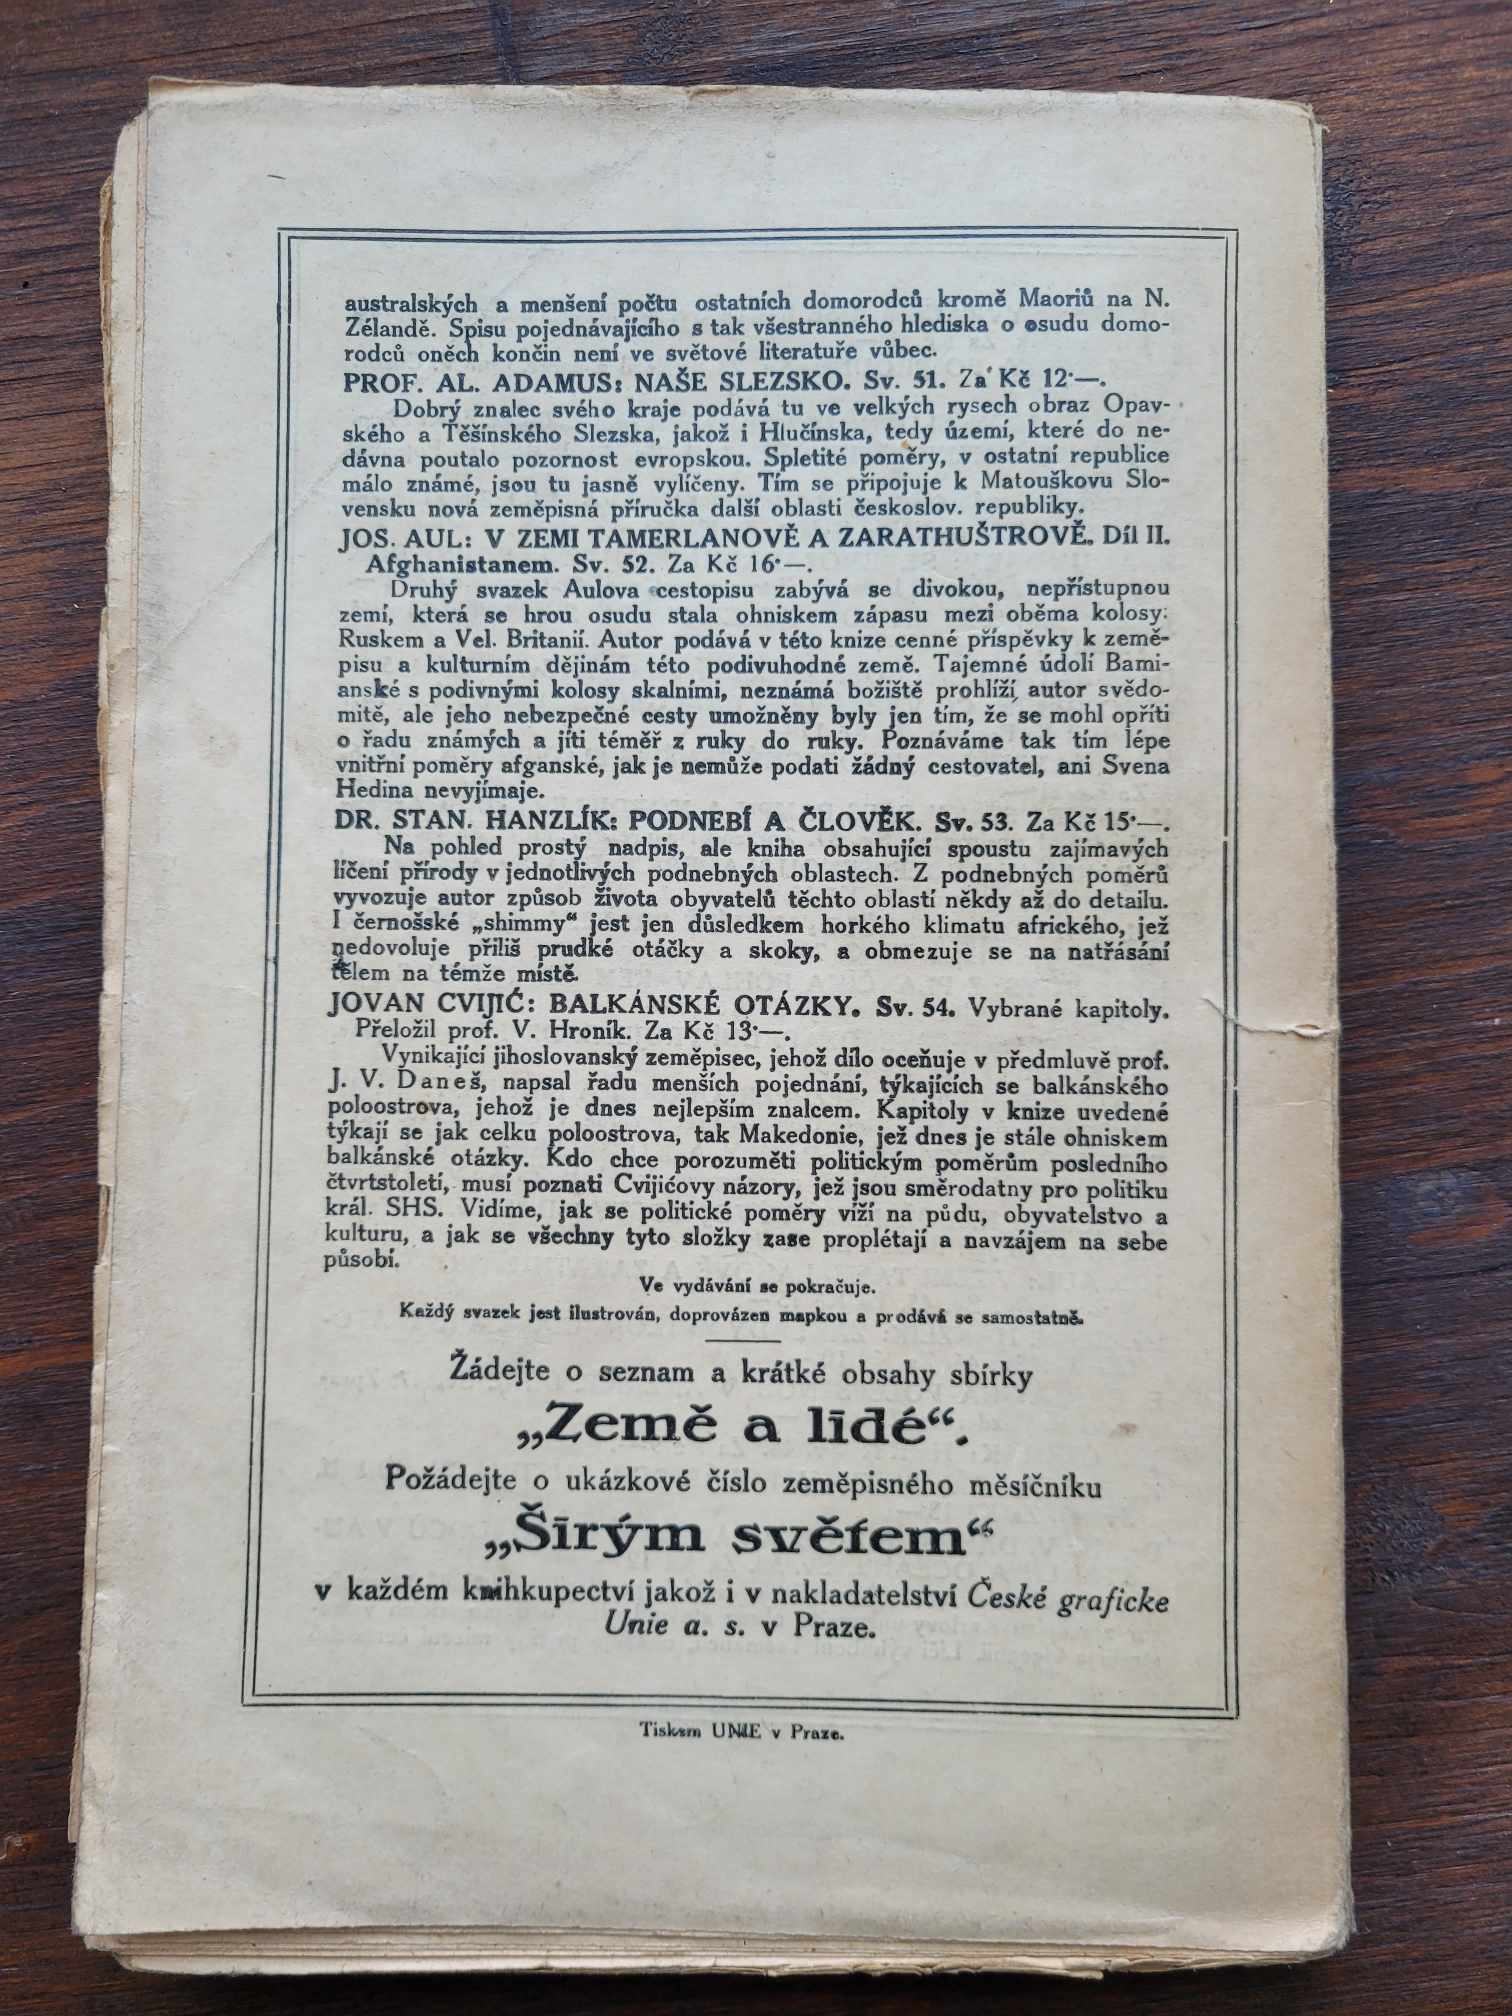 australských a menšení počtu ostatních domorodců kromě Maoriů na N.
Zélandě. Spisu pojednávajícího s tak všestranného hlediska o osudu domo-
rodců oněch končin není ve světové literatuře vůbec.
PROF. AL. ADAMUS: NAŠE SLEZSKO. Sv. 51. Za Kč 12·—.
Dobrý znalec svého kraje podává tu ve velkých rysech obraz Opav-
ského a Těšínského Slezska, jakož i Hlučínska, tedy území, které do ne-
dávna poutalo pozornost evropskou. Spletité poměry, v ostatní republice
málo známé, jsou tu jasně vylíčeny. Tím se připojuje k Matouškovu Slo-
vensku nová zeměpisná příručka další oblasti českoslov. republiky.
JOS. AUL: V ZEMI TAMERLANOVĚ A ZARATHUŠTROVĚ. Díl II.
Afghanistanem. Sv. 52. Za Kč 16·—.
Druhý svazek Aulova cestopisu zabývá se divokou, nepřístupnou
zemí, která se hrou osudu stala ohniskem zápasu mezi oběma kolosy:
Ruskem a Vel. Britanií. Autor podává v této knize cenné příspěvky k země-
pisu a kulturním dějinám této podivuhodné země. Tajemné údolí Bami-
anské s podivnými kolosy skalními, neznámá božiště prohlíží autor svědo-
mitě, ale jeho nebezpečné cesty umožněny byly jen tím, že se mohl opříti
o řadu známých a jíti téměř z ruky do ruky. Poznáváme tak tím lépe
vnitřní poměry afganské, jak je nemůže podati žádný cestovatel, ani Svena
Hedina nevyjímaje.
DR. STAN. HANZLÍK: PODNEBÍ A ČLOVĚK. Sv. 53. Za Kč 15·—.
Na pohled prostý nadpis, ale kniha obsahující spoustu zajímavých
líčení přírody v jednotlivých podnebných oblastech. Z podnebných poměrů
vyvozuje autor způsob života obyvatelů těchto oblastí někdy až do detailu.
I černošské „shimmy“ jest jen důsledkem horkého klimatu afrického, jež
nedovoluje příliš prudké otáčky a skoky, a obmezuje se na natřásání
tělem na témže místě.
JOVAN CVIJIĆ: BALKÁNSKÉ OTÁZKY. Sv. 54. Vybrané kapitoly.
Přeložil prof. V. Hroník. Za Kč 13·—.
Vynikající jihoslovanský zeměpisec, jehož dílo oceňuje v předmluvě prof.
J. V. Daneš, napsal řadu menších pojednání, týkajících se balkánského
poloostrova, jehož je dnes nejlepším znalcem. Kapitoly v knize uvedené
týkají se jak celku poloostrova, tak Makedonie, jež dnes je stále ohniskem
balkánské otázky. Kdo chce porozuměti politickým poměrům posledního
čtvrtstoletí, musí poznati Cvijićovy názory, jež jsou směrodatny pro politiku
král. SHS. Vidíme, jak se politické poměry víží na půdu, obyvatelstvo a
kulturu, a jak se všechny tyto složky zase proplétají a navzájem na sebe
působí.
Ve vydávání se pokračuje.
Každý svazek jest ilustrován, doprovázen mapkou a prodává se samostatně.
Žádejte o seznam a krátké obsahy sbírky
„Země a lidé“.
Požádejte o ukázkové číslo zeměpisného měsíčníku
„Širým světem“
v každém knihkupectví jakož i v nakladatelství České graficke
Unie a. s. v Praze.
Tiskem UNIE v Praze.